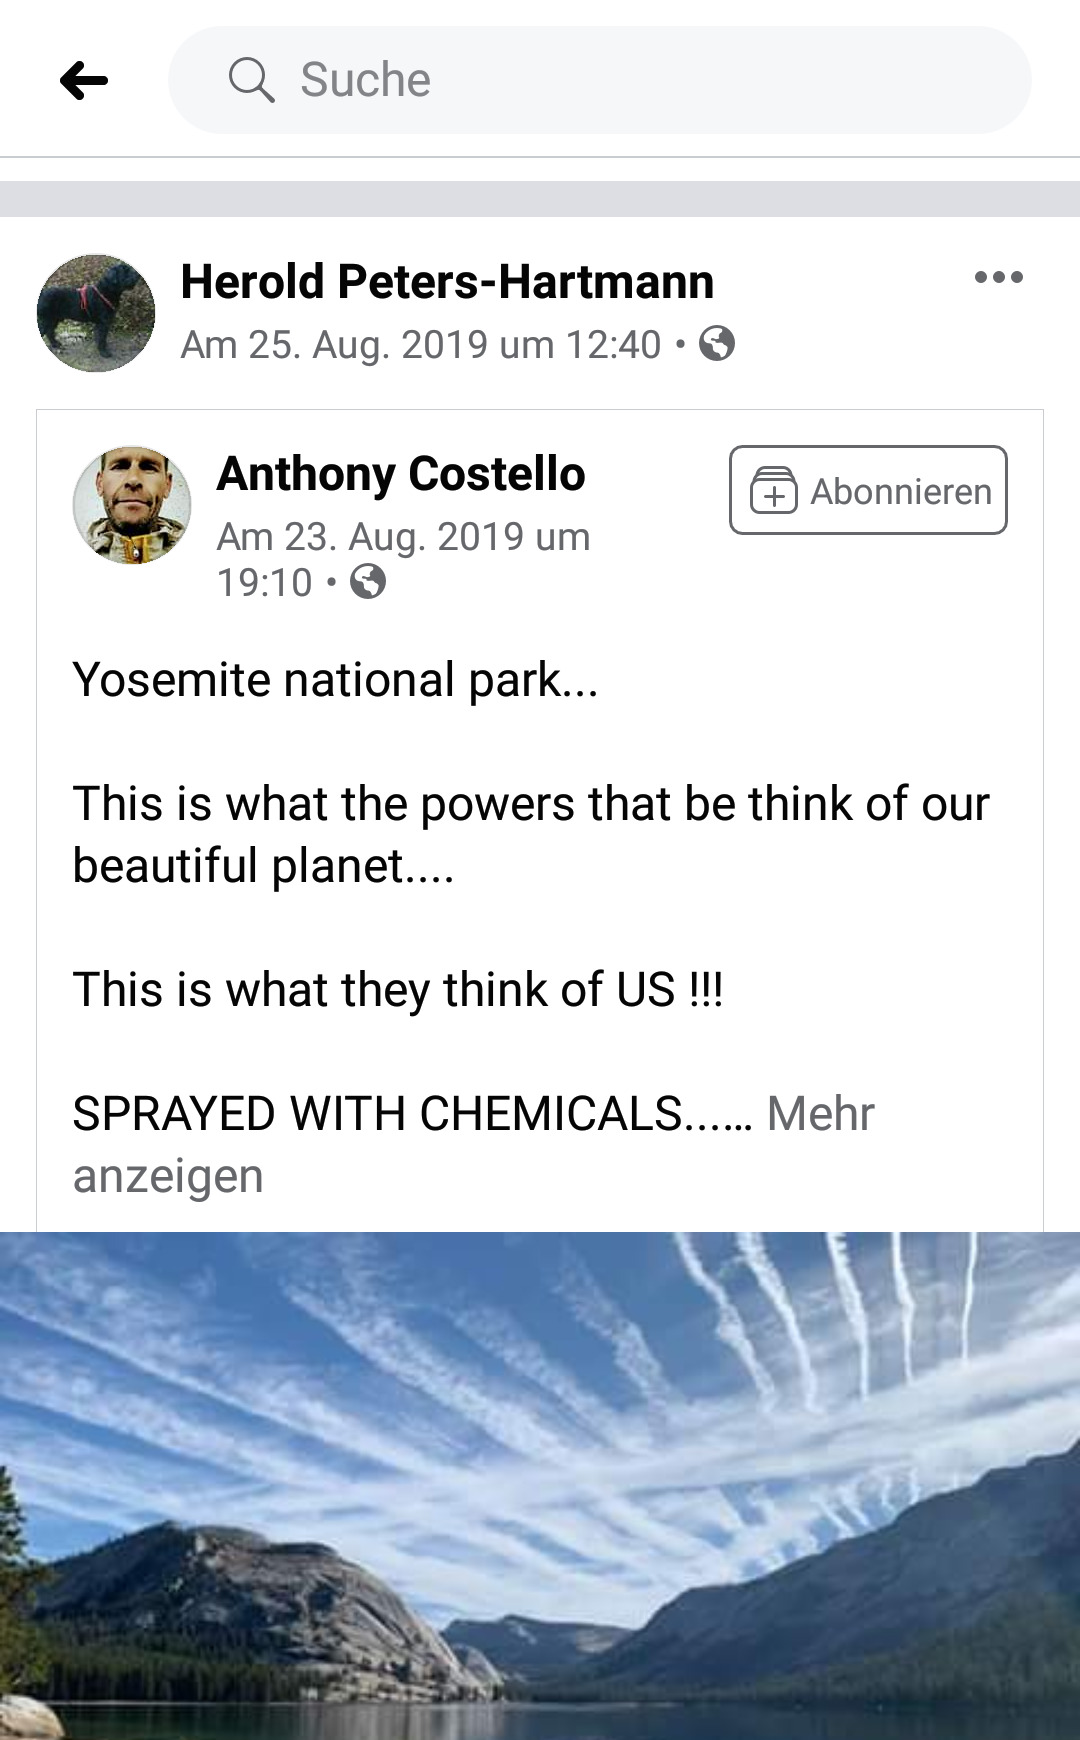 Suche
Herold Peters-Hartmann
Am 25. Aug. 2019 um 12:40 •
Anthony Costello
Abonnieren
Am 23. Aug. 2019 um
19:10 •
Yosemite national park...
This is what the powers that be think of our
beautiful planet....
This is what they think of US !!!
SPRAYED WITH CHEMICALS...… Mehr
anzeigen